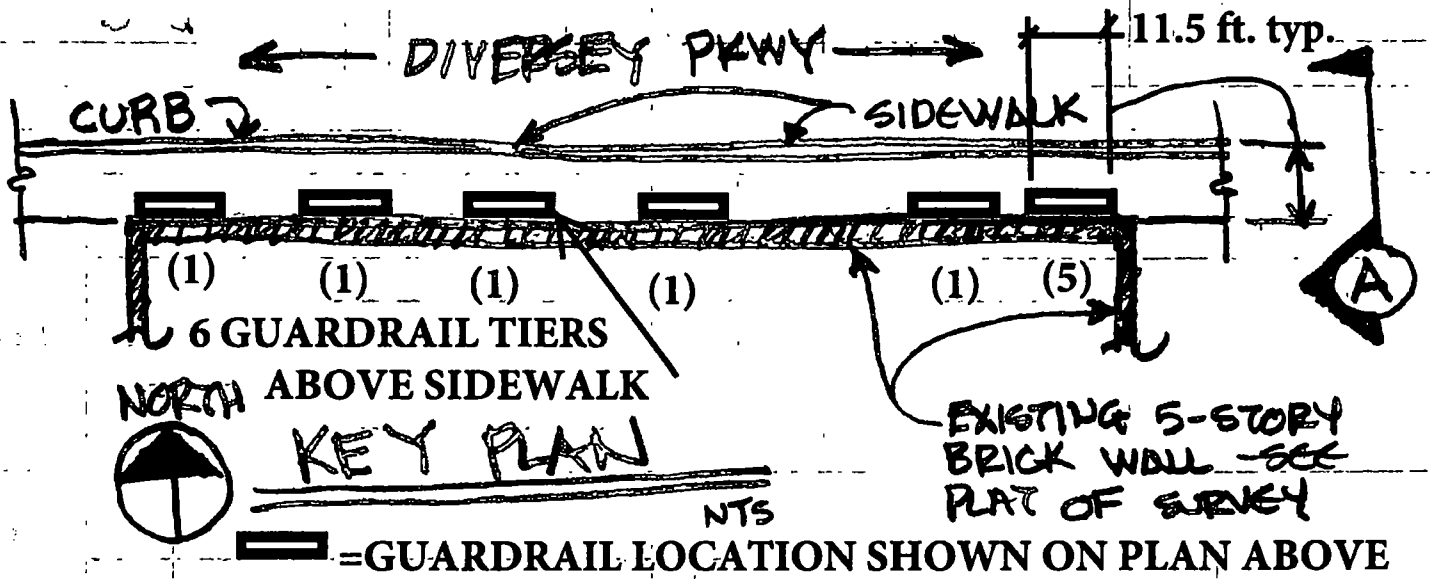 11.5 ft. typ.
DIVERSEY PKWY
CURB
SIDEWALK
(1) (1) (1) (1) (1) (5)
A
6 GUARDRAIL TIERS
ABOVE SIDEWALK
NORTH
KEY PLAN
NTS
EXISTING 5-STORY
BRICK WALL -SEE
PLAT OF SURVEY
=GUARDRAIL LOCATION SHOWN ON PLAN ABOVE